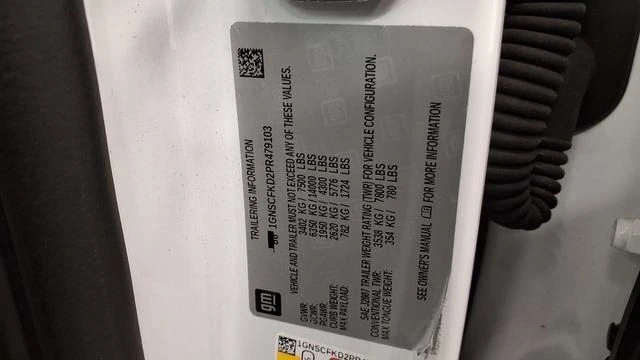 gm
TRAILERING INFORMATION
1GNSCFKD2PR479103
VEHICLE AND TRAILER MUST NOT EXCEED ANY OF THESE VALUES.
GVWR: 3402 KG / 7500 LBS
GCWR: 6350 KG / 14000 LBS
RGAWR: 1950 KG / 4300 LBS
CURB WEIGHT: 2620 KG / 5776 LBS
MAX PAYLOAD: 782 KG / 1724 LBS
SAE J2807 TRAILER WEIGHT RATING (TWR) FOR VEHICLE CONFIGURATION.
CONVENTIONAL TWR: 3538 KG / 7800 LBS
MAX TONGUE WEIGHT: 354 KG / 780 LBS
SEE OWNER'S MANUAL FOR MORE INFORMATION